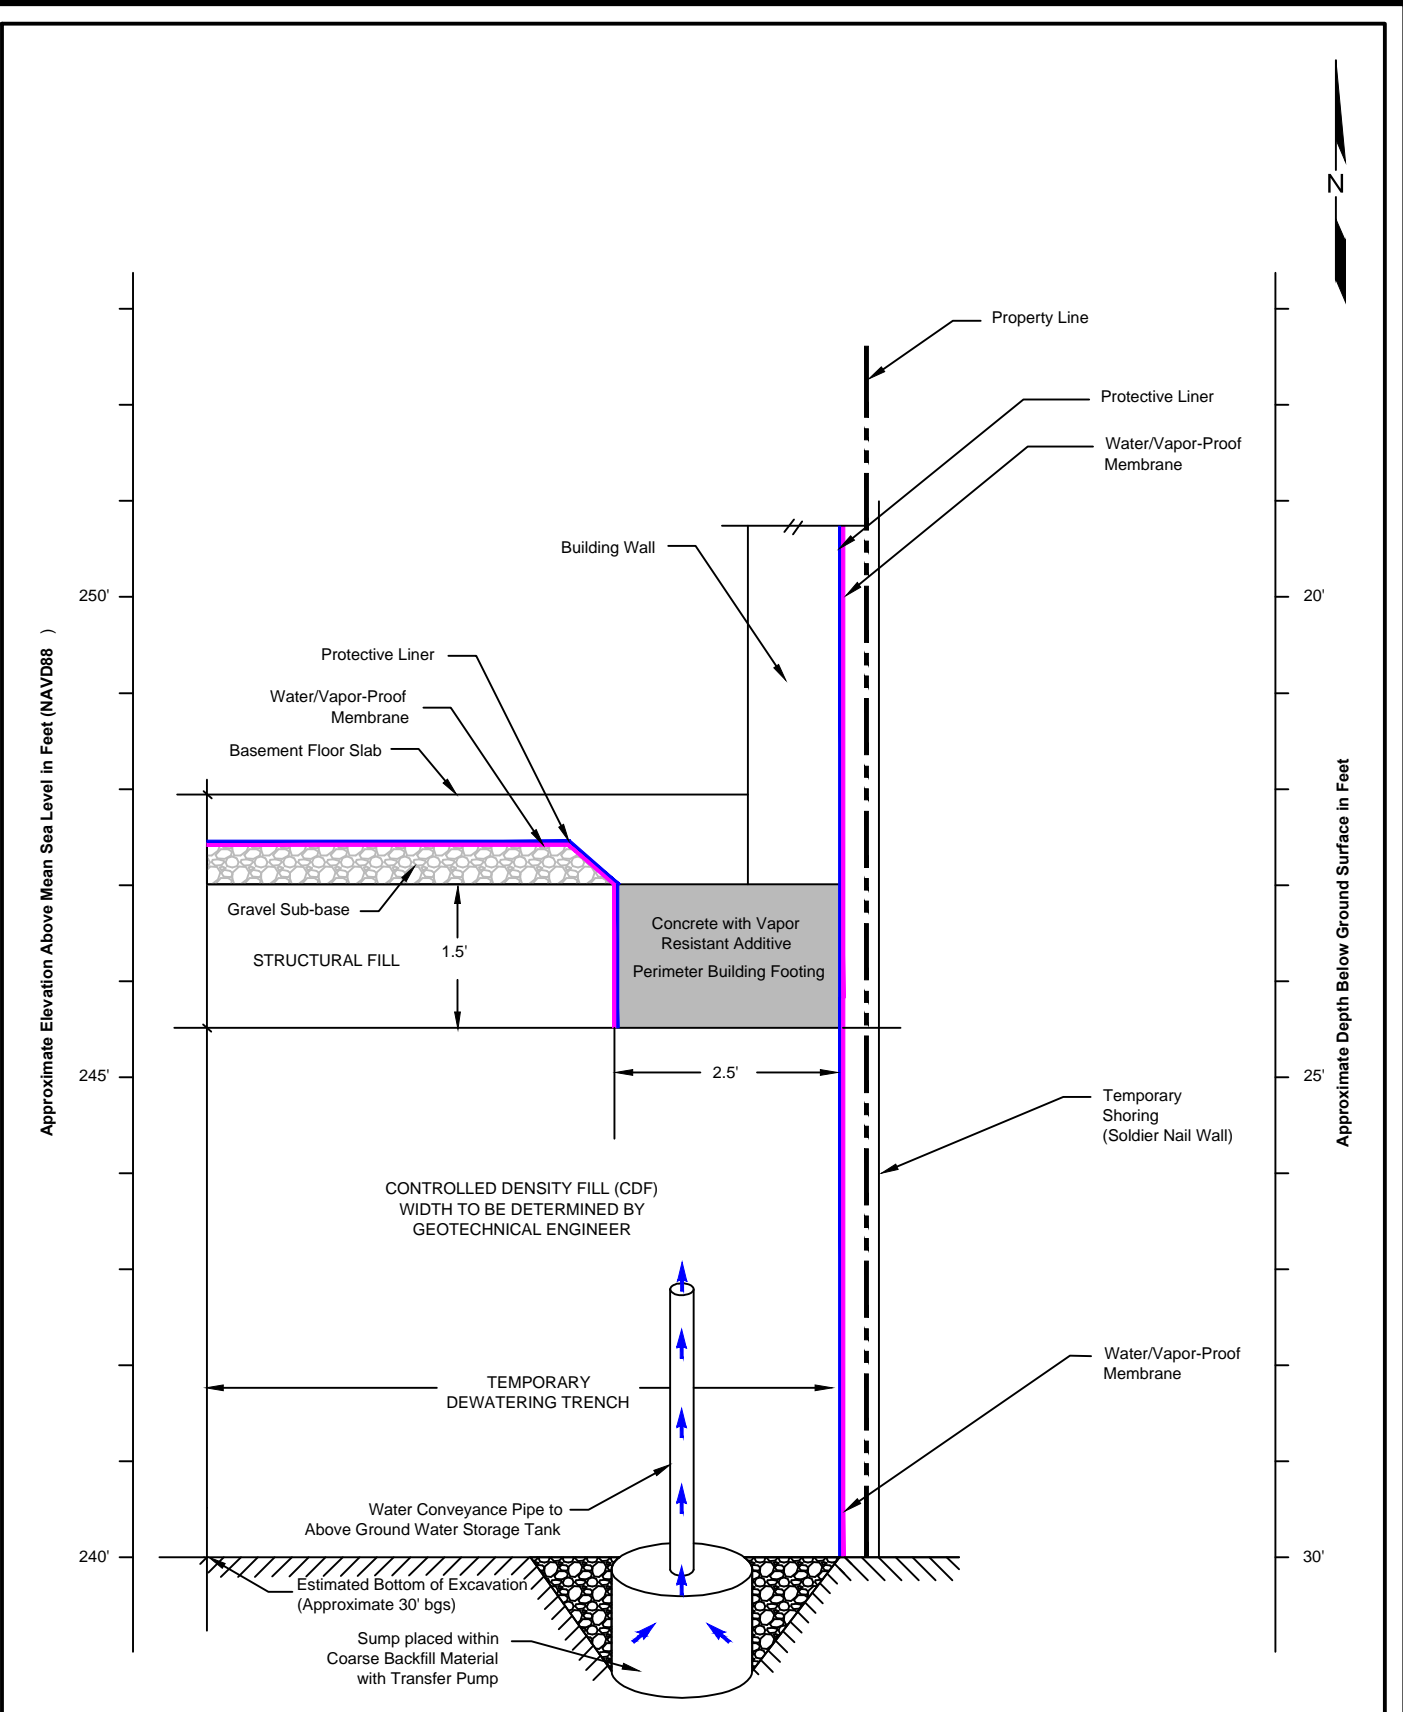 N
Property Line
Protective Liner
Water/Vapor-Proof
Membrane
Building Wall
250'
20'
Approximate Elevation Above Mean Sea Level in Feet (NAVD88 )
Protective Liner
Water/Vapor-Proof
Membrane
Basement Floor Slab
Approximate Depth Below Ground Surface in Feet
Gravel Sub-base
STRUCTURAL FILL
1.5'
Concrete with Vapor
Resistant Additive
Perimeter Building Footing
245'
2.5'
25'
Temporary
Shoring
(Soldier Nail Wall)
CONTROLLED DENSITY FILL (CDF)
WIDTH TO BE DETERMINED BY
GEOTECHNICAL ENGINEER
Water/Vapor-Proof
Membrane
TEMPORARY
DEWATERING TRENCH
Water Conveyance Pipe to
Above Ground Water Storage Tank
240'
30'
Estimated Bottom of Excavation
(Approximate 30' bgs)
Sump placed within
Coarse Backfill Material
with Transfer Pump